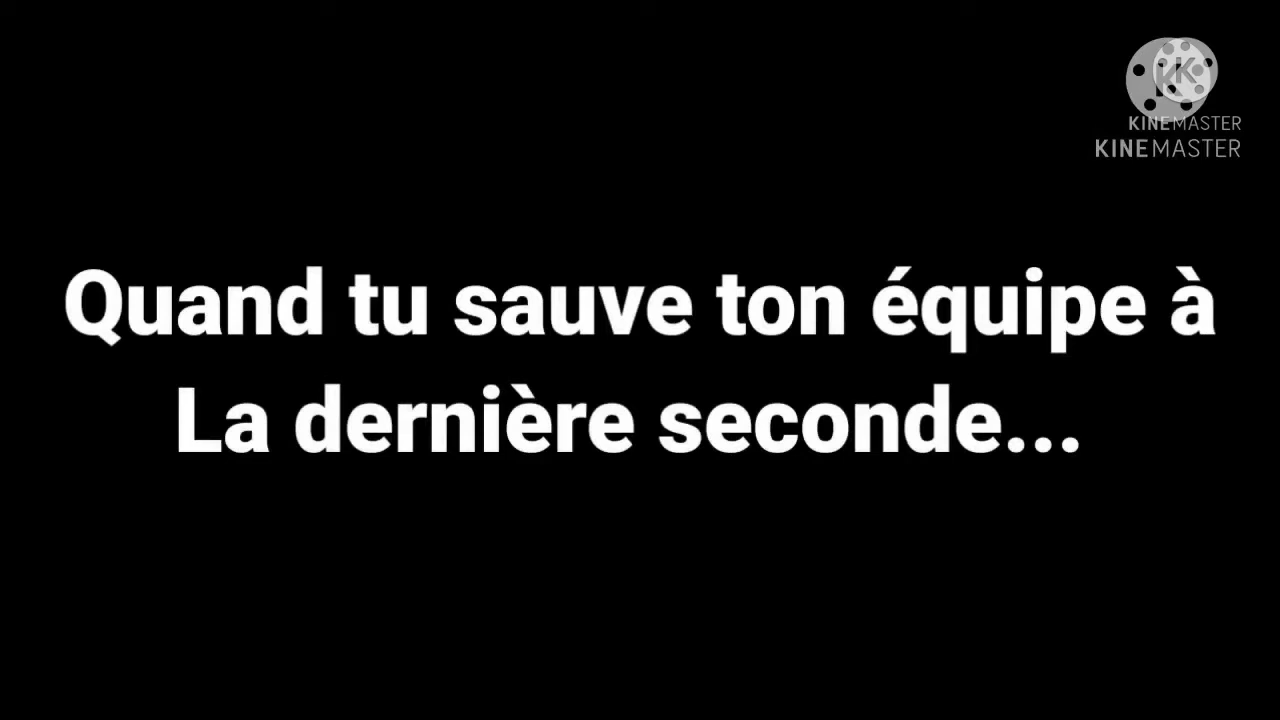 KINEMASTER
KINEMASTER
Quand tu sauve ton équipe à
La dernière seconde...